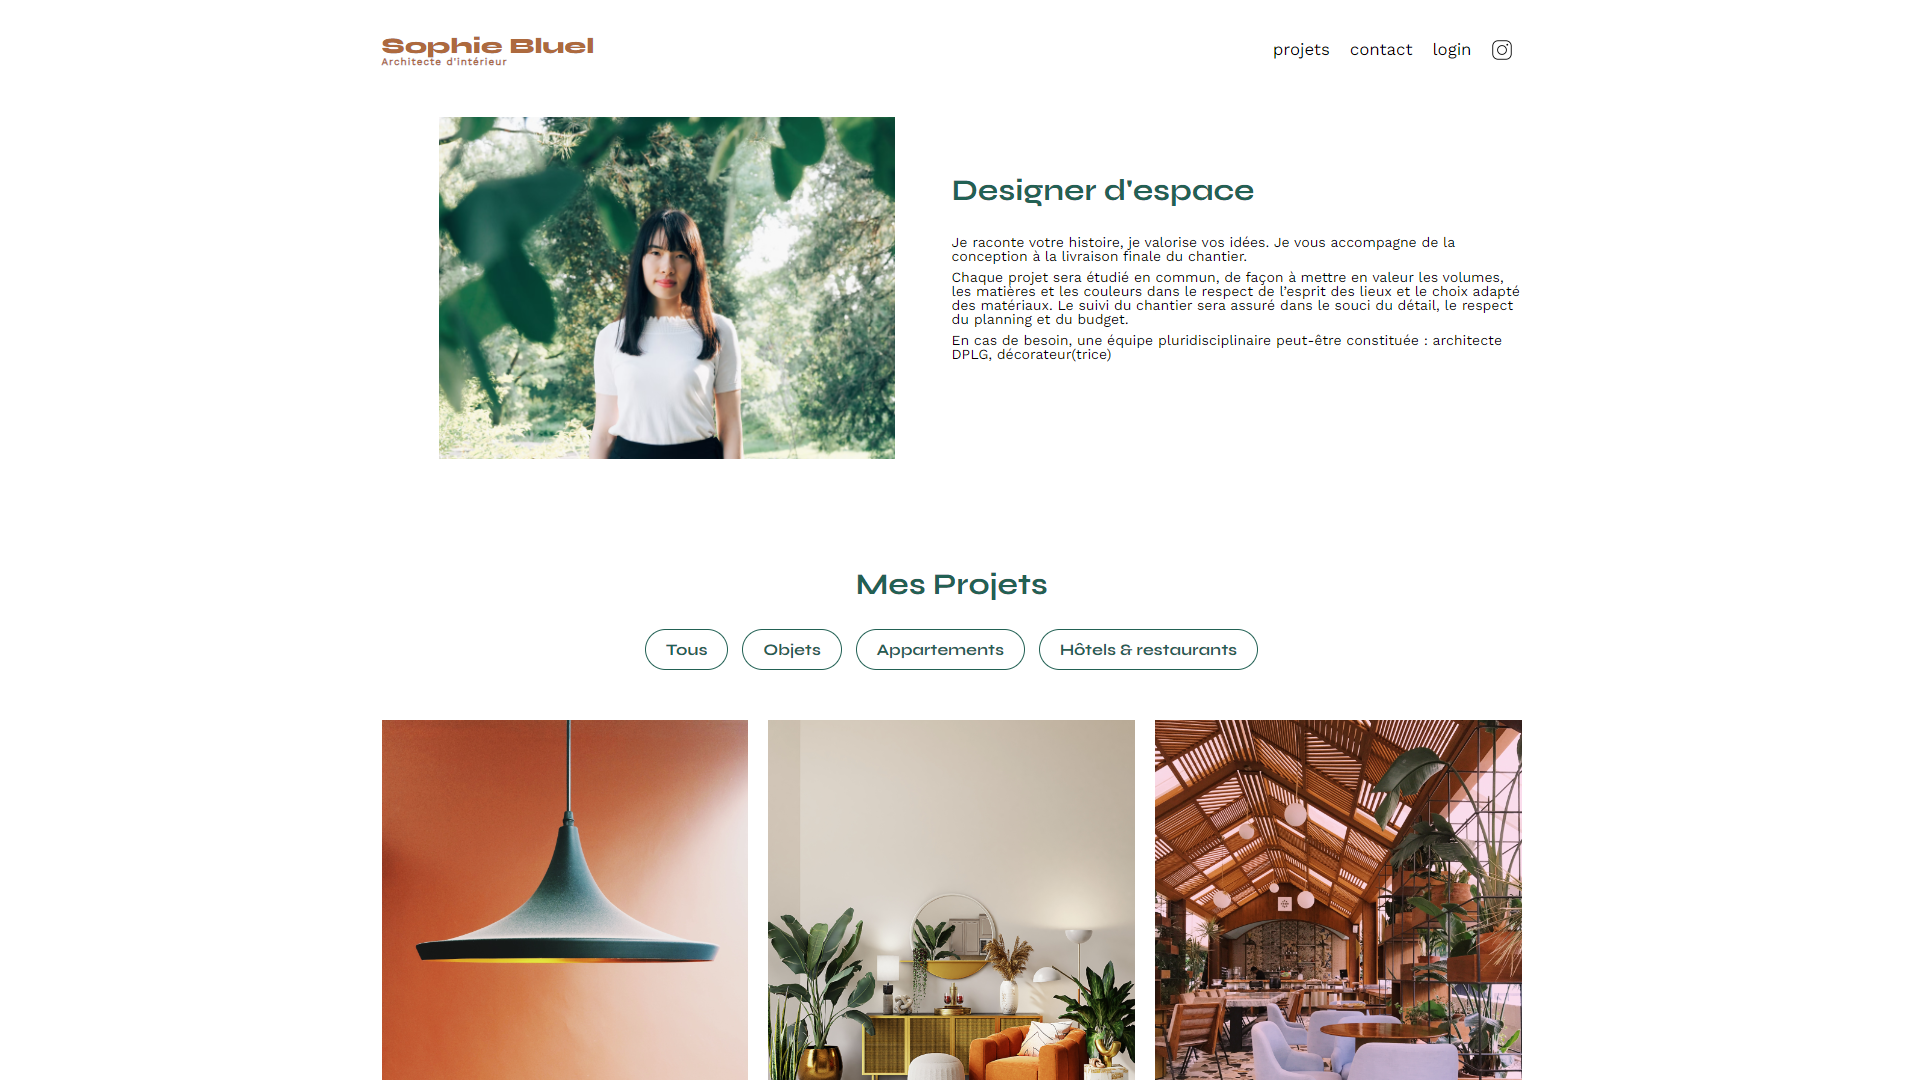 Sophie Bluel
Architecte d'intérieur
projets contact login
Designer d'espace
Je raconte votre histoire, je valorise vos idées. Je vous accompagne de la
conception à la livraison finale du chantier.
Chaque projet sera étudié en commun, de façon à mettre en valeur les volumes,
les matières et les couleurs dans le respect de l’esprit des lieux et le choix adapté
des matériaux. Le suivi du chantier sera assuré dans le souci du détail, le respect
du planning et du budget.
En cas de besoin, une équipe pluridisciplinaire peut-être constituée : architecte
DPLG, décorateur(trice)
Mes Projets
Tous Objets Appartements Hôtels & restaurants